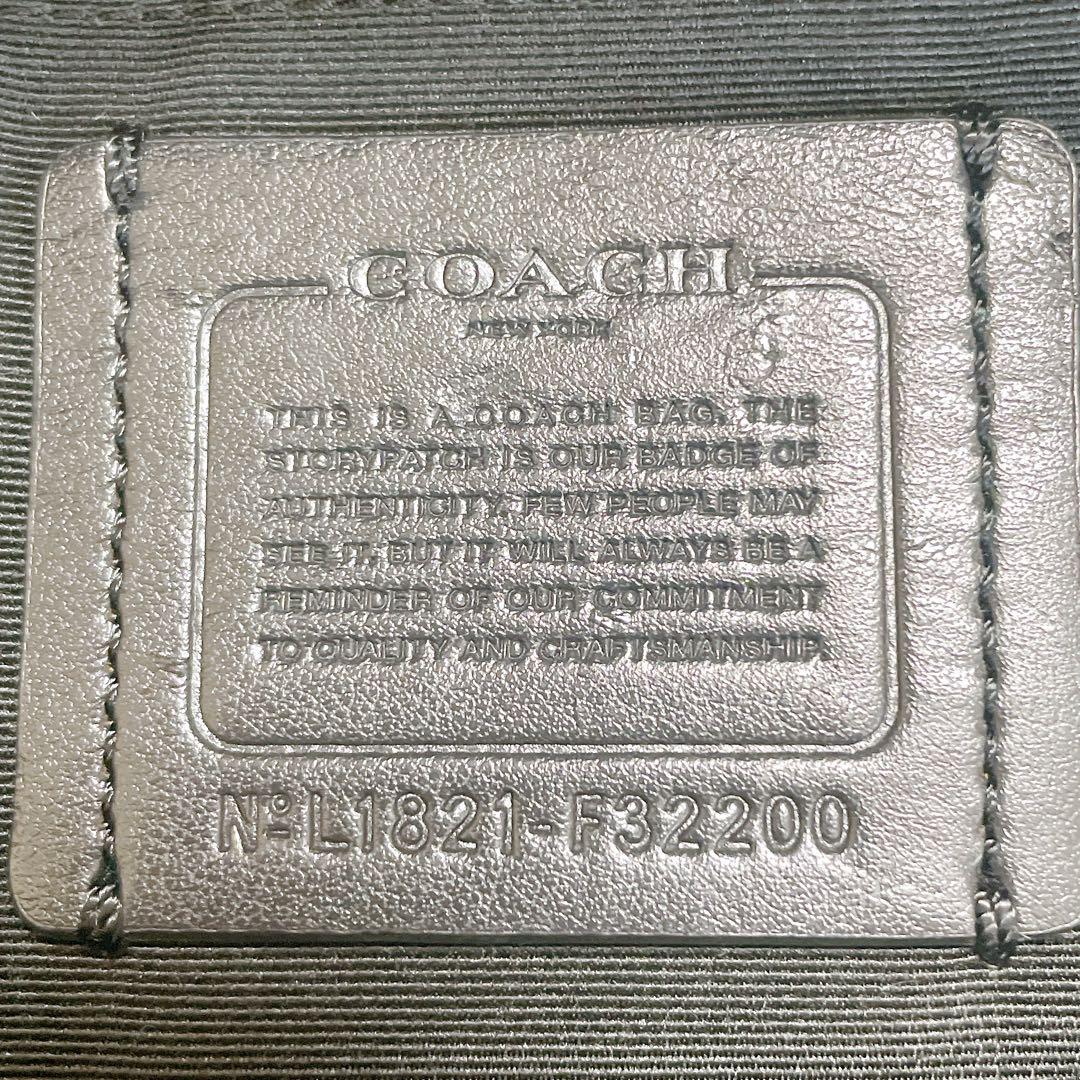 COACH
NEW YORK
THIS IS A COACH BAG. THE
STORYPATCH IS OUR BADGE OF
AUTHENTICITY. FEW PEOPLE MAY
SEE IT, BUT IT WILL ALWAYS BE A
REMINDER OF OUR COMMITMENT
TO QUALITY AND CRAFTSMANSHIP.
Nº L1821-F32200